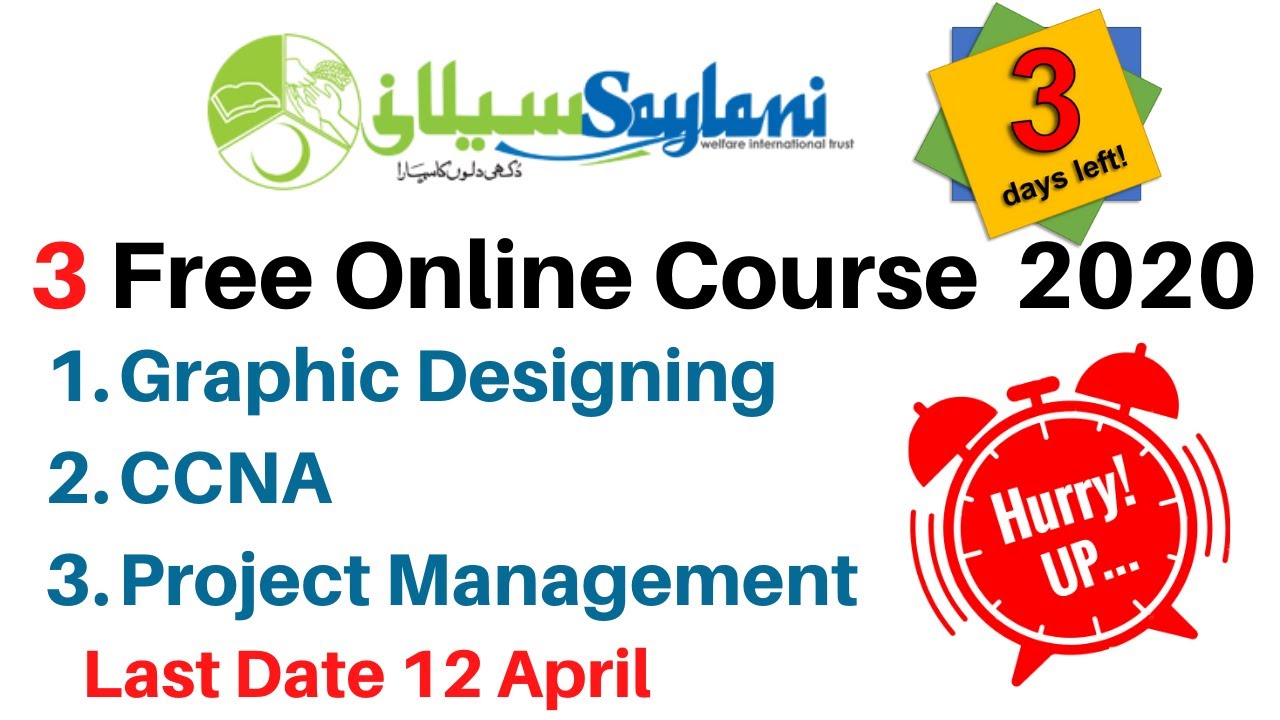 سیلانی Saylani
welfare international trust
دُکھی دلوں کا سہارا
3
days left!
3 Free Online Course 2020
1. Graphic Designing
2. CCNA
3. Project Management
Last Date 12 April
Hurry!
UP...